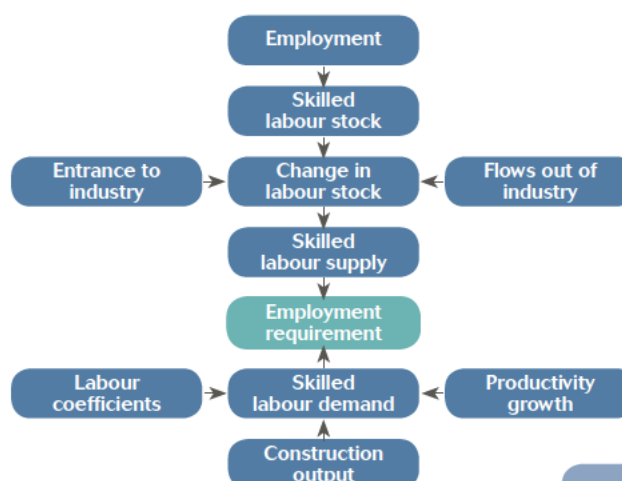 Employment
Skilled
labour stock
Entrance to
industry
Change in
labour stock
Flows out of
industry
Skilled
labour supply
Employment
requirement
Labour
coefficients
Skilled
labour demand
Productivity
growth
Construction
output